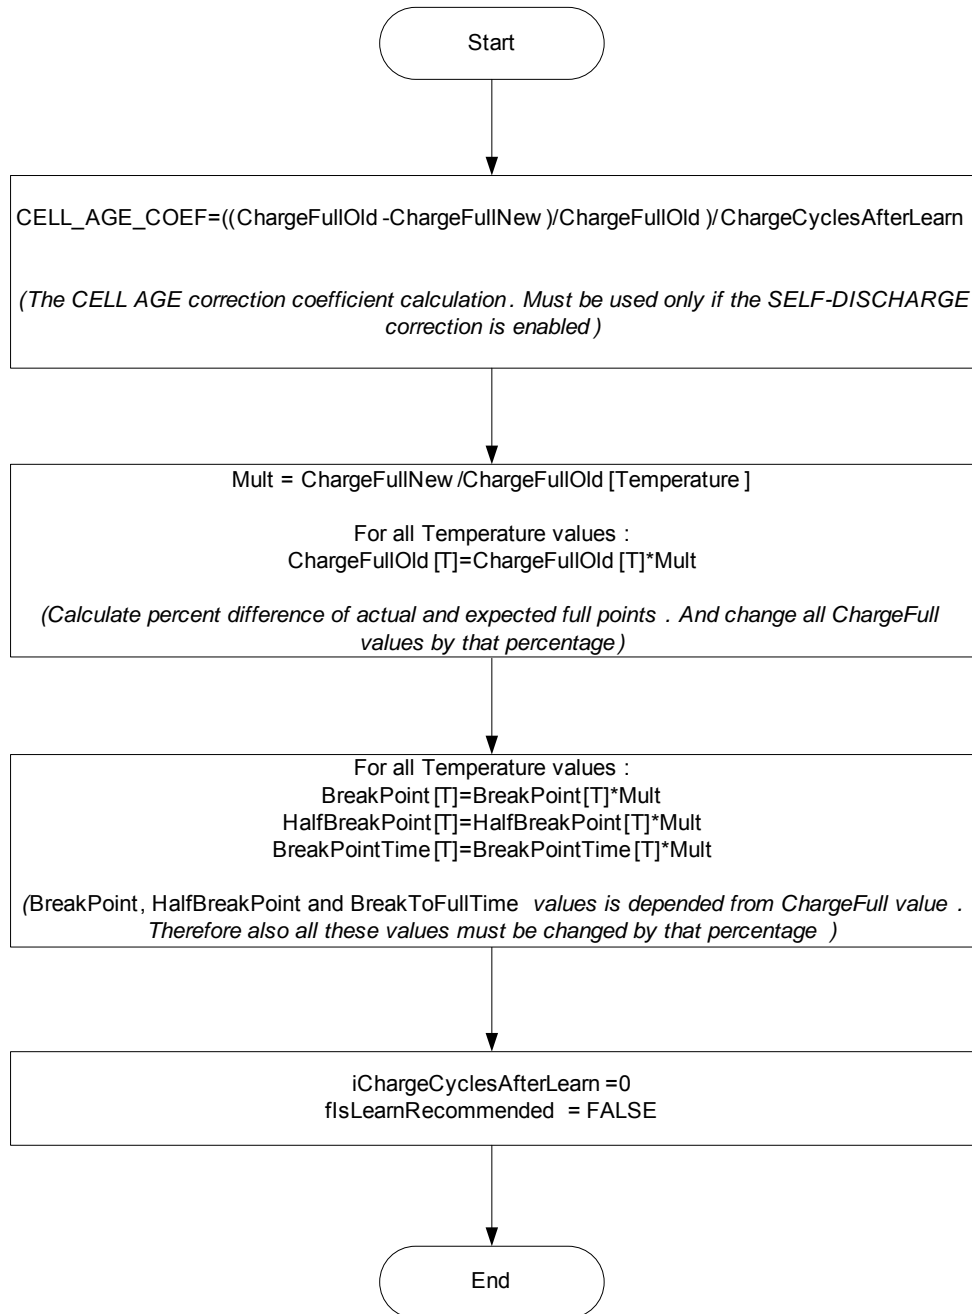 Start
CELL_AGE_COEF=((ChargeFullOld -ChargeFullNew )/ChargeFullOld )/ChargeCyclesAfterLearn
(The CELL AGE correction coefficient calculation . Must be used only if the SELF-DISCHARGE
correction is enabled )
Mult = ChargeFullNew /ChargeFullOld [Temperature ]
For all Temperature values :
ChargeFullOld [T]=ChargeFullOld [T]*Mult
(Calculate percent difference of actual and expected full points . And change all ChargeFull
values by that percentage )
For all Temperature values :
BreakPoint [T]=BreakPoint [T]*Mult
HalfBreakPoint [T]=HalfBreakPoint [T]*Mult
BreakPointTime [T]=BreakPointTime [T]*Mult
(BreakPoint , HalfBreakPoint and BreakToFullTime values is depended from ChargeFull value .
Therefore also all these values must be changed by that percentage )
iChargeCyclesAfterLearn =0
fIsLearnRecommended = FALSE
End